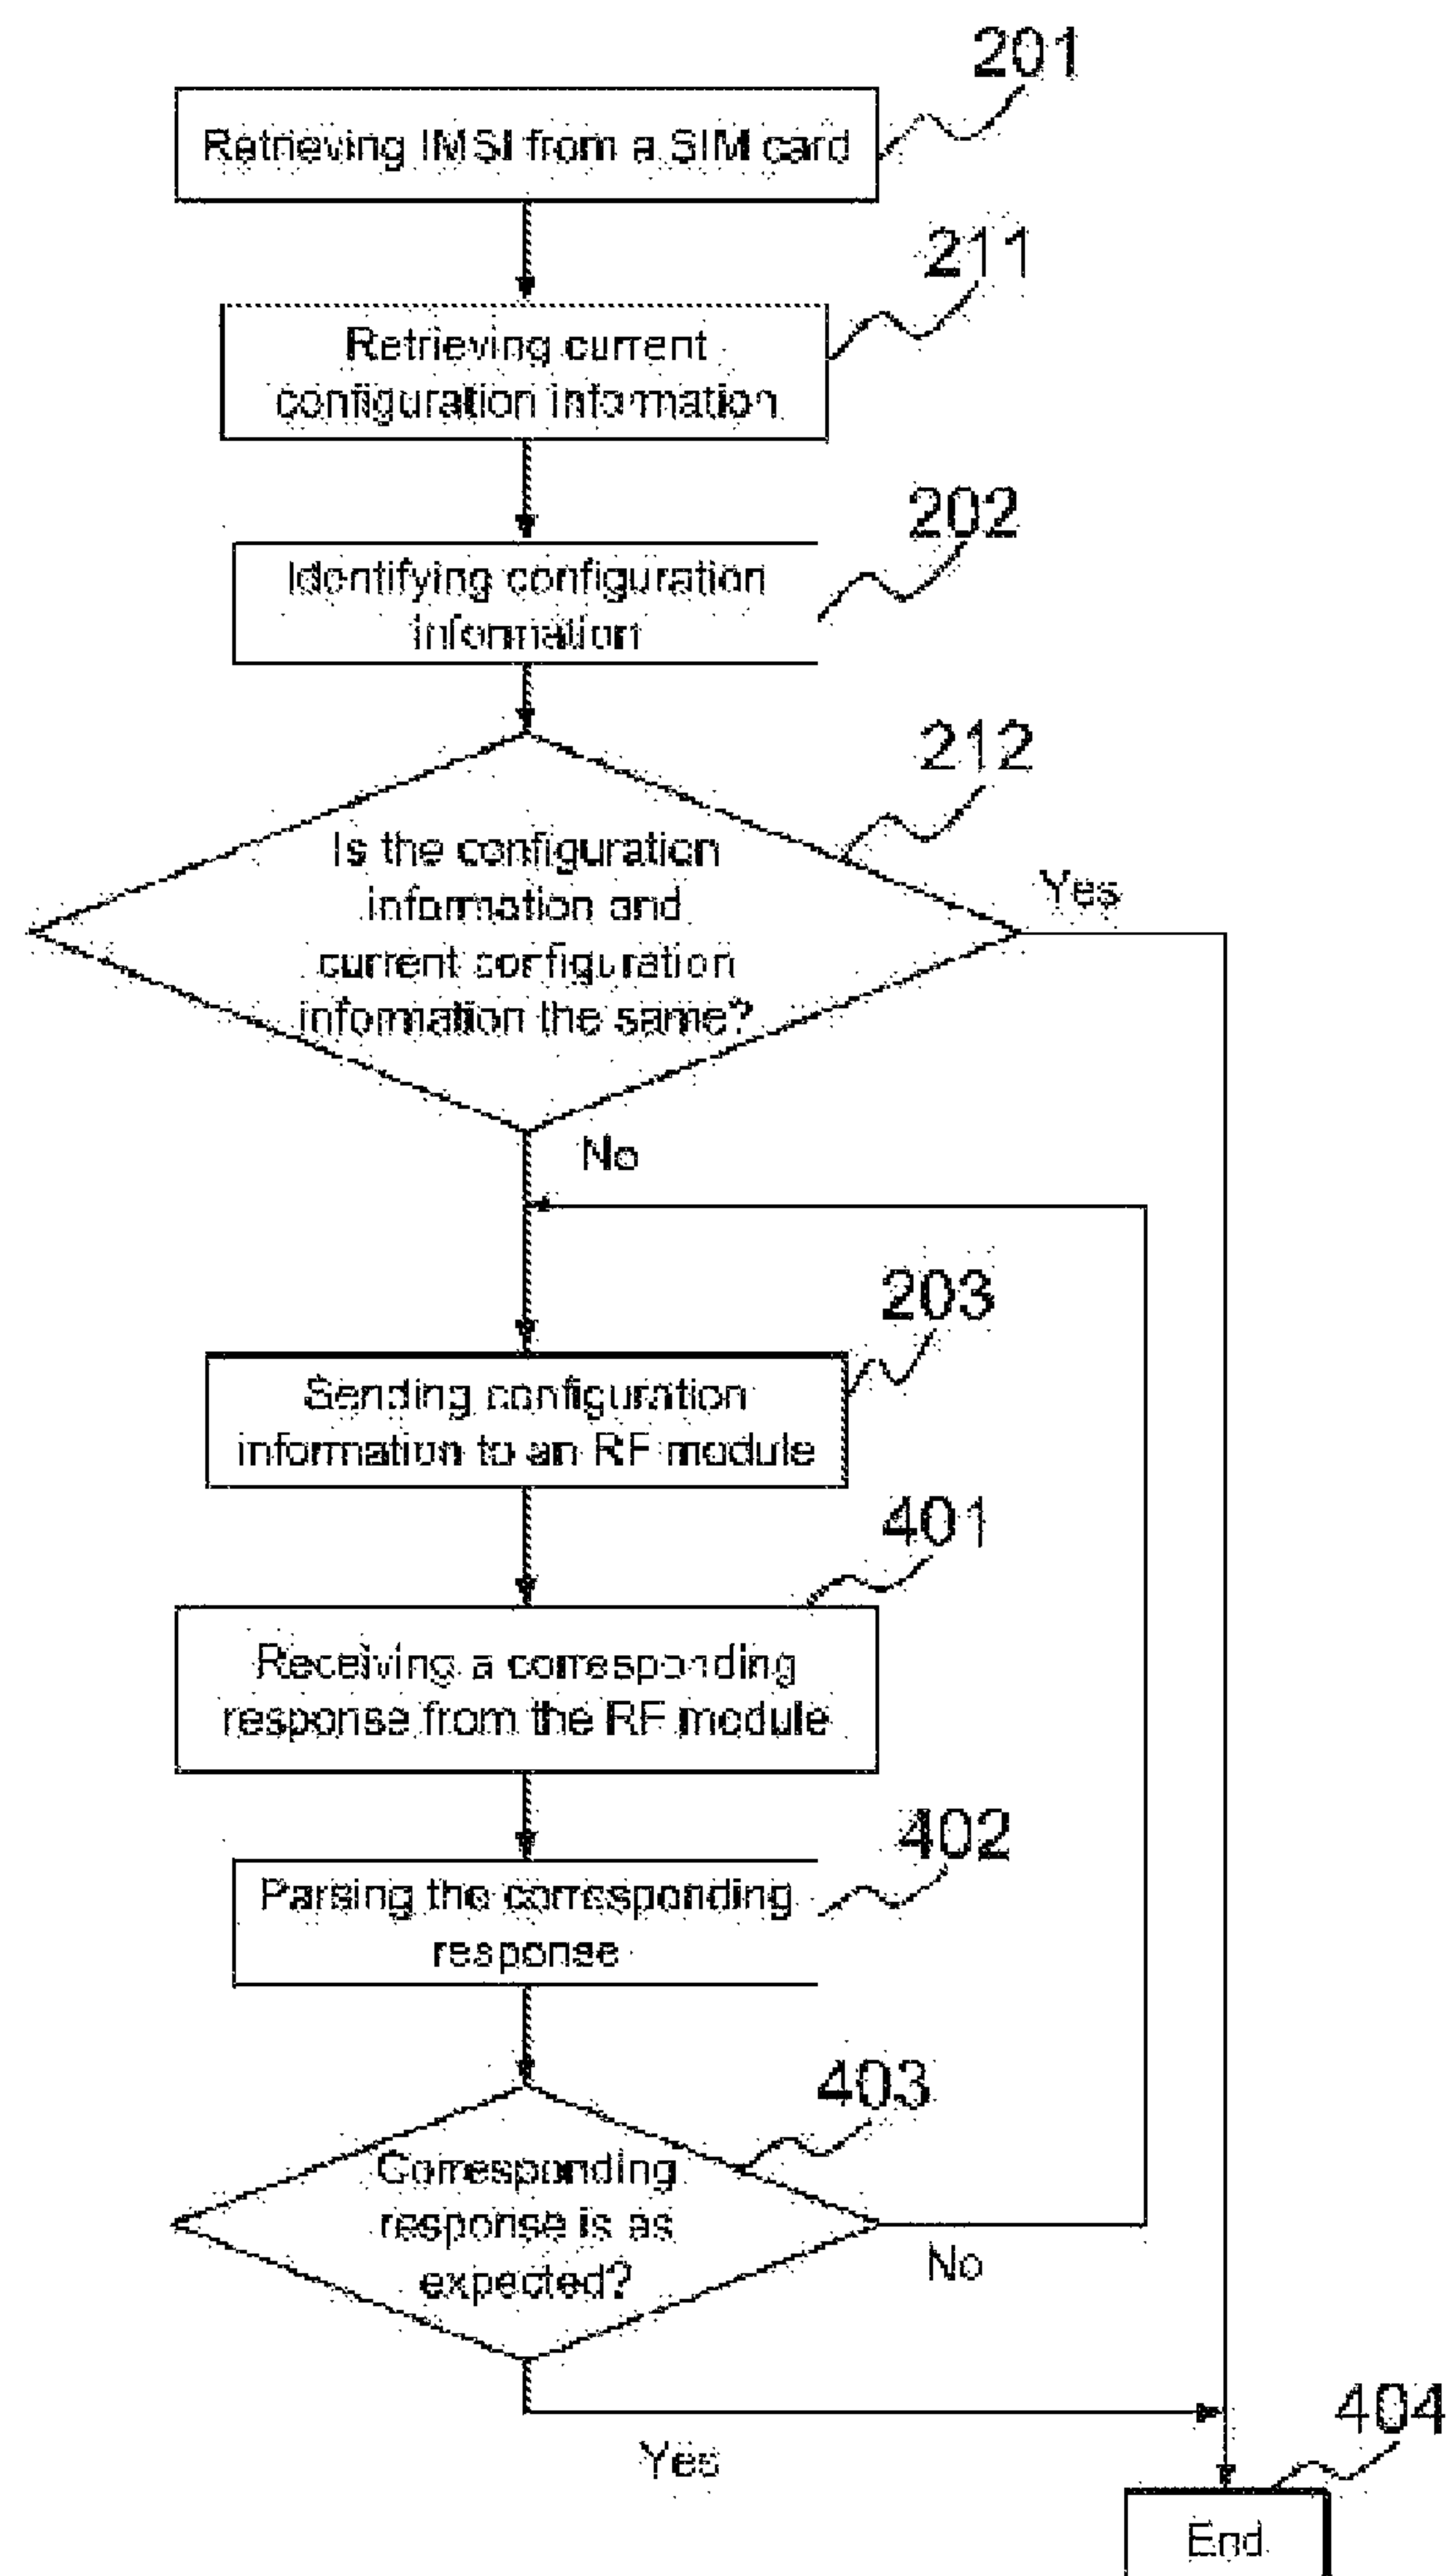 201
Retrieving IMSI from a SIM card
211
Retrieving current
configuration information
202
Identifying configuration
information
212
Is the configuration
information and
current configuration
information the same?
Yes
No
203
Sending configuration
information to an RF module
401
Receiving a corresponding
response from the RF module
402
Parsing the corresponding
response
403
Corresponding
response is as
expected?
No
Yes
404
End